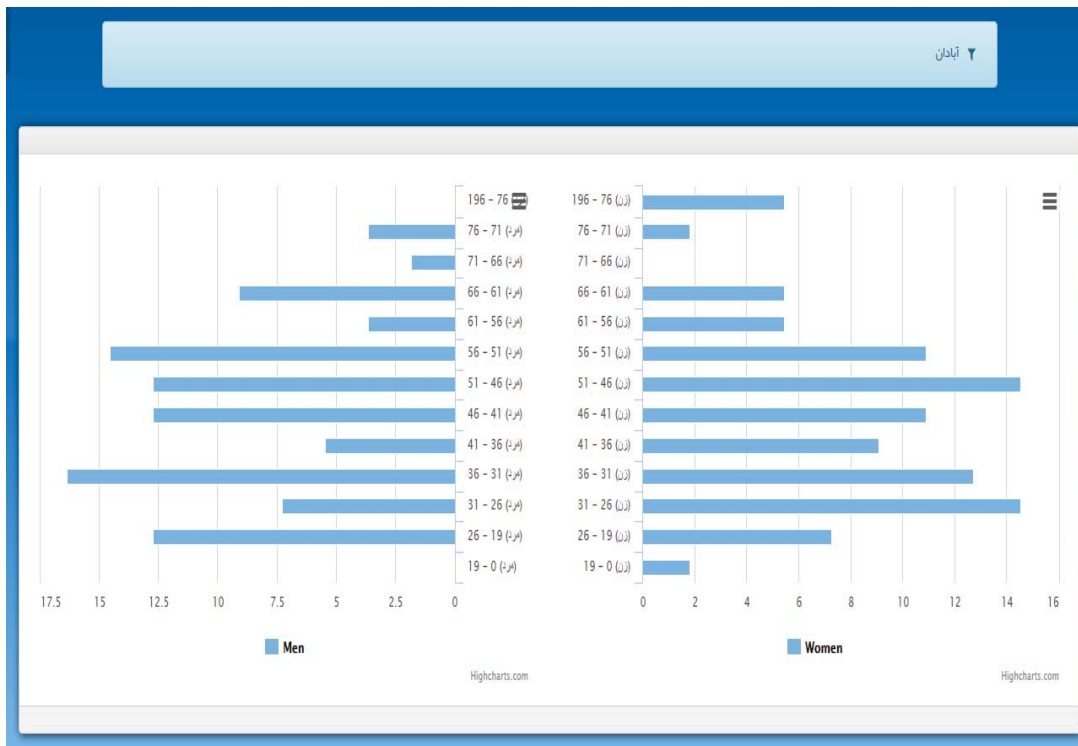 آبادان
196 - 76
76 - 71 (مرد)
71 - 66 (مرد)
66 - 61 (مرد)
61 - 56 (مرد)
56 - 51 (مرد)
51 - 46 (مرد)
46 - 41 (مرد)
41 - 36 (مرد)
36 - 31 (مرد)
31 - 26 (مرد)
26 - 19 (مرد)
19 - 0 (مرد)
17.5 15 12.5 10 7.5 5 2.5 0
Men
Highcharts.com
196 - 76 (زن)
76 - 71 (زن)
71 - 66 (زن)
66 - 61 (زن)
61 - 56 (زن)
56 - 51 (زن)
51 - 46 (زن)
46 - 41 (زن)
41 - 36 (زن)
36 - 31 (زن)
31 - 26 (زن)
26 - 19 (زن)
19 - 0 (زن)
0 2 4 6 8 10 12 14 16
Women
Highcharts.com